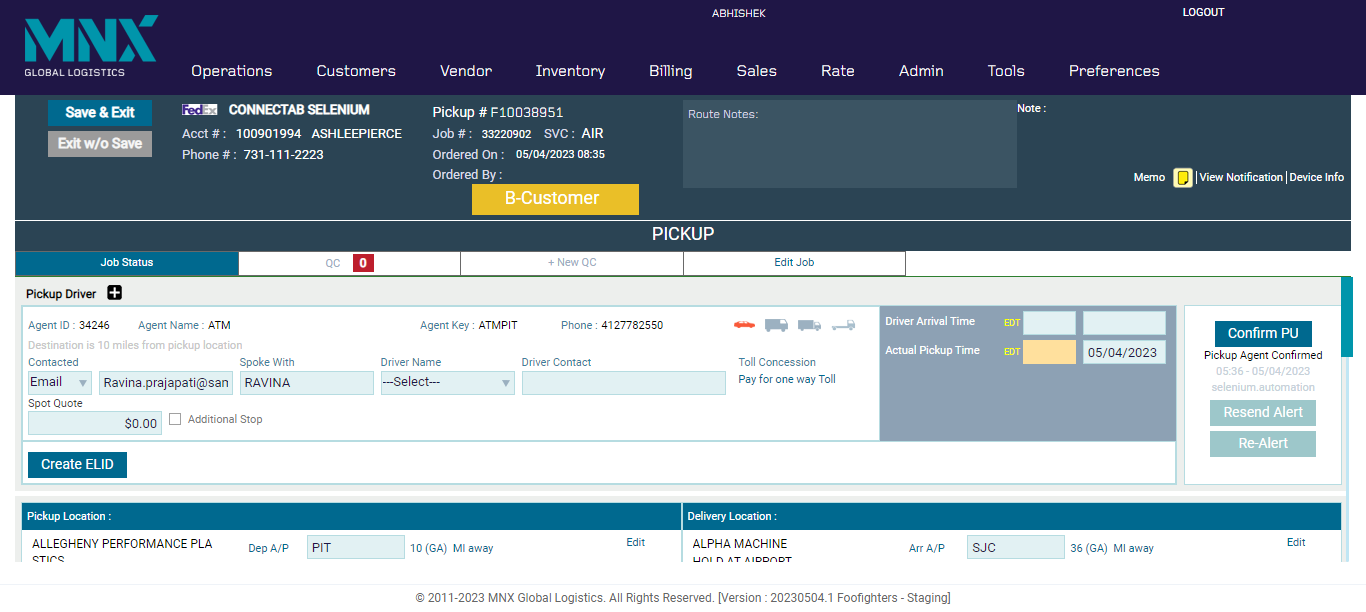 ABHISHEK
LOGOUT
MNX
GLOBAL LOGISTICS
Operations Customers Vendor Inventory Billing Sales Rate Admin Tools Preferences
Save & Exit
Exit w/o Save
FedEx CONNECTAB SELENIUM
Acct # : 100901994 ASHLEEPIERCE
Phone # : 731-111-2223
Pickup # F10038951
Job # : 33220902 SVC : AIR
Ordered On : 05/04/2023 08:35
Ordered By :
B-Customer
Route Notes:
Note :
Memo | View Notification | Device Info
PICKUP
Job Status QC 0 + New QC Edit Job
Pickup Driver
Agent ID : 34246 Agent Name : ATM Agent Key : ATMPIT Phone : 4127782550
Destination is 10 miles from pickup location
Contacted Spoke With Driver Name Driver Contact Toll Concession
Email Ravina.prajapati@san RAVINA ---Select--- Pay for one way Toll
Spot Quote
$0.00 Additional Stop
Create ELID
Driver Arrival Time EDT
Actual Pickup Time EDT 05/04/2023
Confirm PU
Pickup Agent Confirmed
05:36 - 05/04/2023
selenium.automation
Resend Alert
Re-Alert
Pickup Location :
ALLEGHENY PERFORMANCE PLA Dep A/P PIT 10 (GA) MI away Edit
STICS
Delivery Location :
ALPHA MACHINE Arr A/P SJC 36 (GA) MI away Edit
HOLD AT AIRPORT
© 2011-2023 MNX Global Logistics. All Rights Reserved. [Version : 20230504.1 Foofighters - Staging]